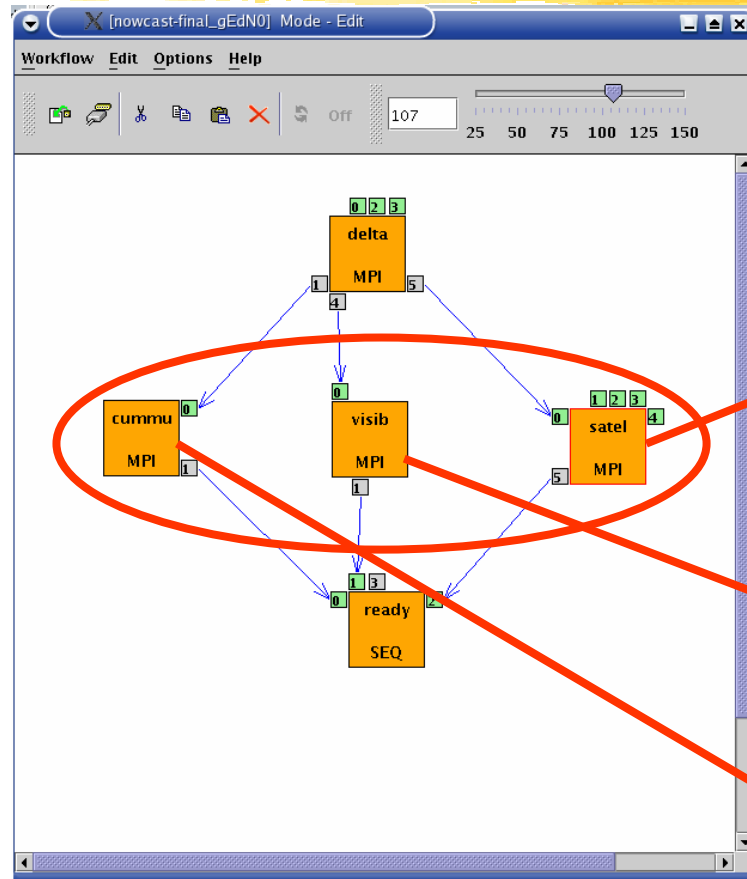 [nowcast-final_gEdN0] Mode - Edit
Workflow Edit Options Help
Off 107
25 50 75 100 125 150
0 2 3
delta
MPI
1 5
4
0
cummu
MPI
1
0
visib
MPI
1
1 2 3
0 4
satel
MPI
5
1 3
0 2
ready
SEQ